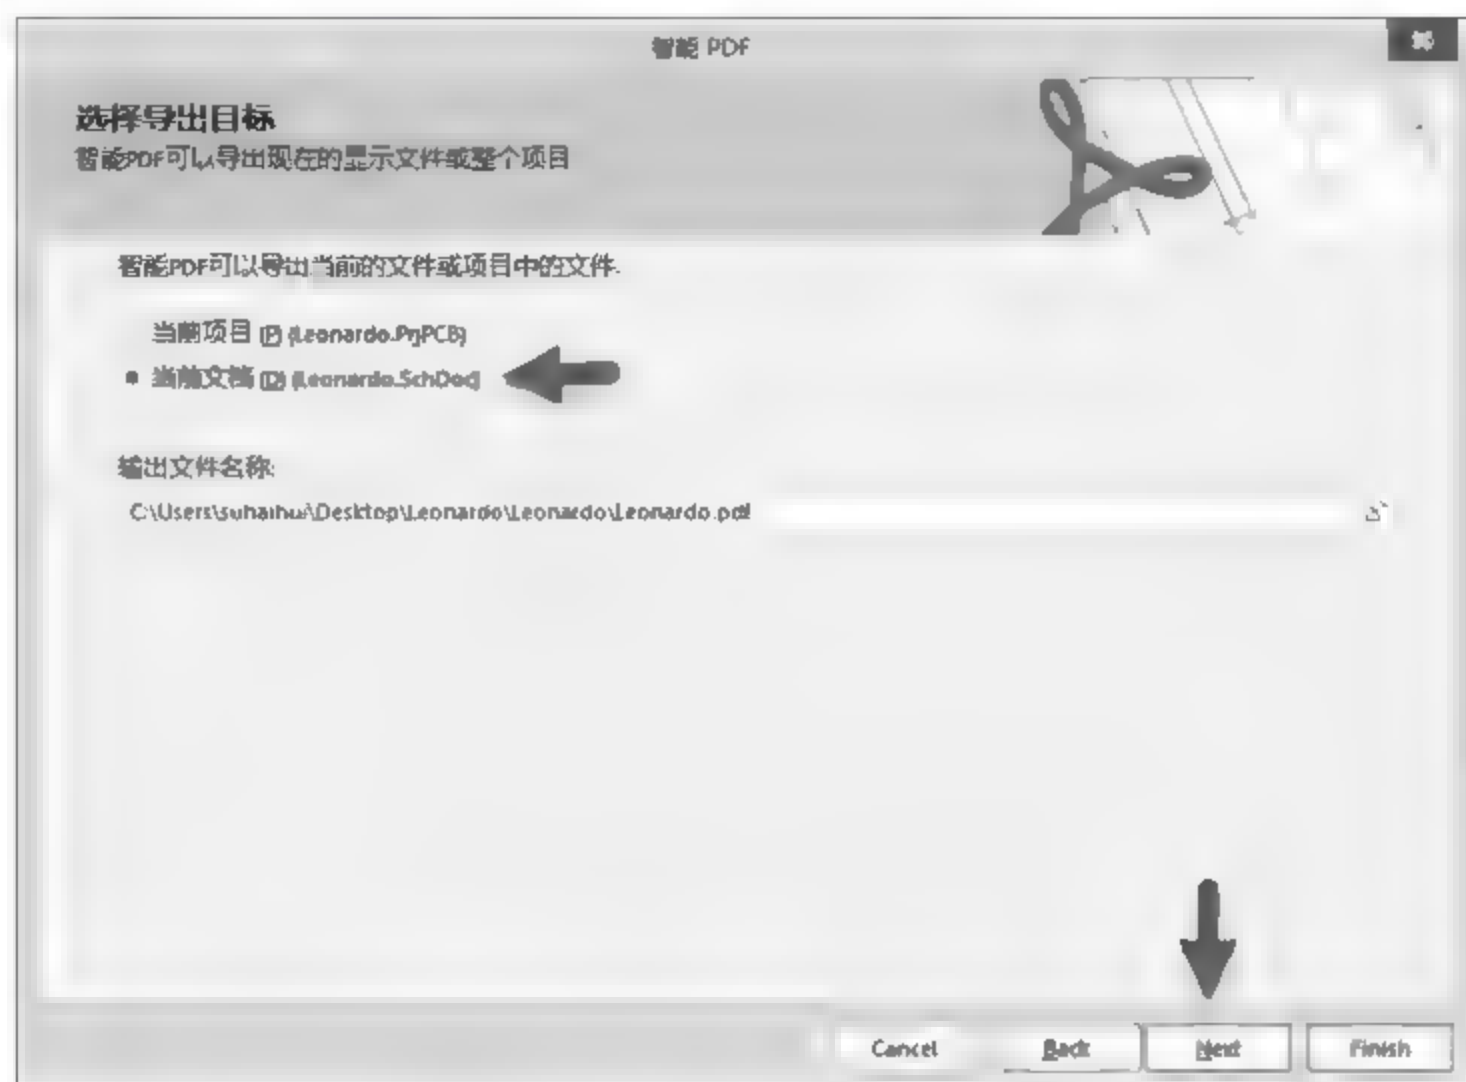 智能 PDF
选择导出目标
智能PDF可以导出现在的显示文件或整个项目
智能PDF可以导出当前的文件或项目中的文件.
当前项目 (P) (Leonardo.PrjPCB)
当前文档 (D) (Leonardo.SchDoc)
输出文件名称:
C:\Users\suhaihui\Desktop\Leonardo\Leonardo\Leonardo.pdf
Cancel Back Next Finish